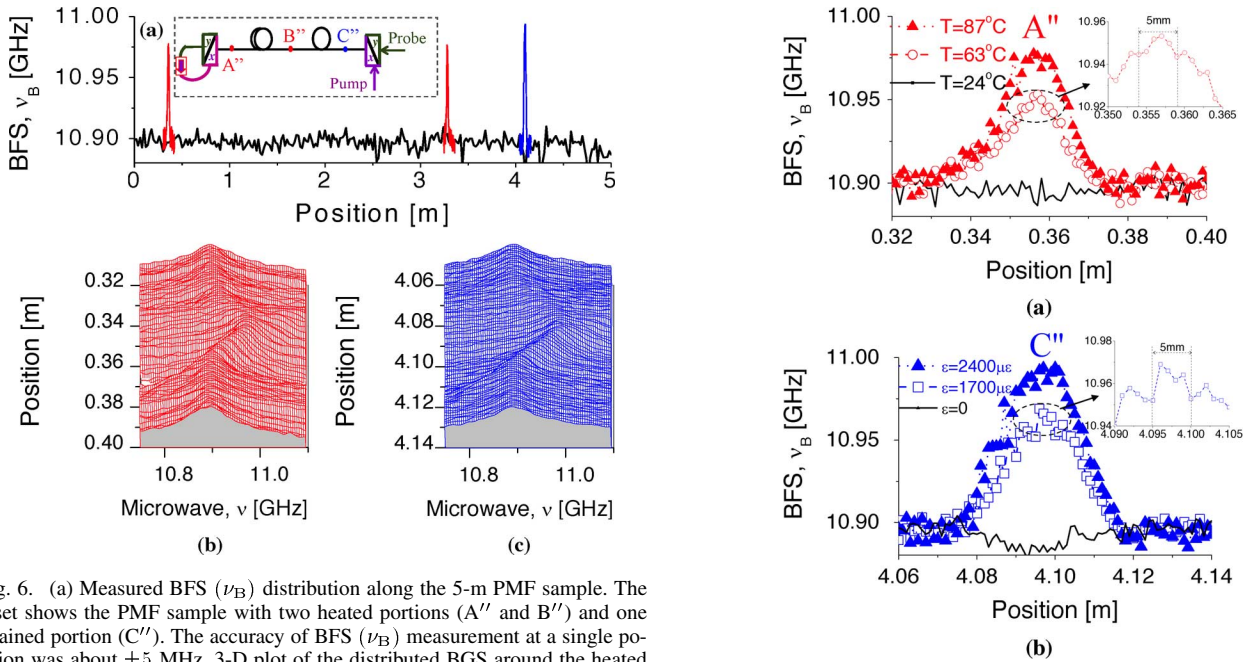 11.00
10.95
10.90
BFS, ν_B [GHz]
(a)
y
x
A''
B''
C''
y
x
Probe
Pump
0
1
2
3
4
5
Position [m]
0.32
0.34
0.36
0.38
0.40
Position [m]
10.8
11.0
Microwave, ν [GHz]
(b)
4.06
4.08
4.10
4.12
4.14
Position [m]
10.8
11.0
Microwave, ν [GHz]
(c)
g. 6. (a) Measured BFS (ν_B) distribution along the 5-m PMF sample. The
set shows the PMF sample with two heated portions (A'' and B'') and one
ained portion (C''). The accuracy of BFS (ν_B) measurement at a single po-
ion was about ±5 MHz. 3-D plot of the distributed BGS around the heated
11.00
10.95
10.90
BFS, ν_B [GHz]
T=87°C
T=63°C
T=24°C
A''
10.96
10.94
10.92
5mm
0.350
0.355
0.360
0.365
0.32
0.34
0.36
0.38
0.40
Position [m]
(a)
11.00
10.95
10.90
BFS, ν_B [GHz]
ε=2400με
ε=1700με
ε=0
C''
10.98
10.96
10.94
5mm
4.090
4.095
4.100
4.105
4.06
4.08
4.10
4.12
4.14
Position [m]
(b)